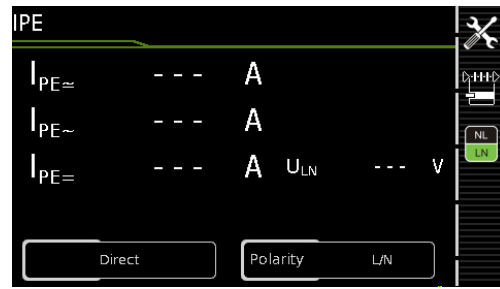 IPE
IPE≃ --- A
IPE~ --- A
IPE= --- A ULN --- V
NL
LN
Direct
Polarity L/N